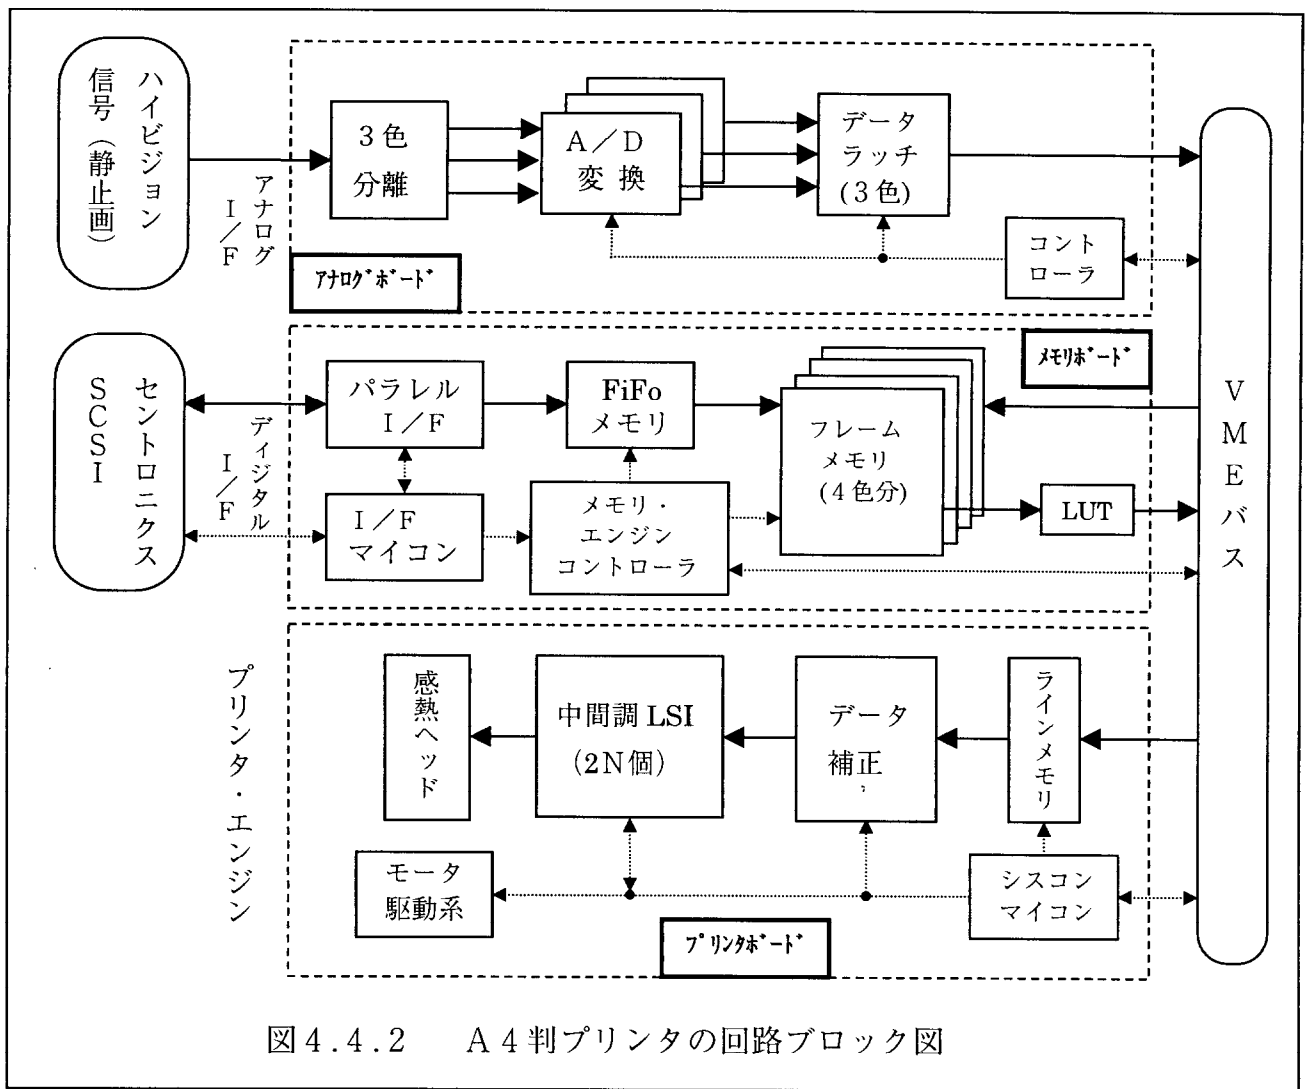 ハイビジョン
信号（静止画）
アナログ
I／F
3色
分離
A／D
変換
データ
ラッチ
(3色)
コント
ローラ
アナログボード
セントロニクス
SCSI
ディジタル
I／F
パラレル
I／F
FiFo
メモリ
フレーム
メモリ
(4色分)
メモリボード
LUT
I／F
マイコン
メモリ・
エンジン
コントローラ
VMEバス
プリンタ・エンジン
感熱ヘッド
中間調LSI
(2N個)
データ
補正
ラインメモリ
モータ
駆動系
シスコン
マイコン
プリンタボード
図4.4.2　A4判プリンタの回路ブロック図